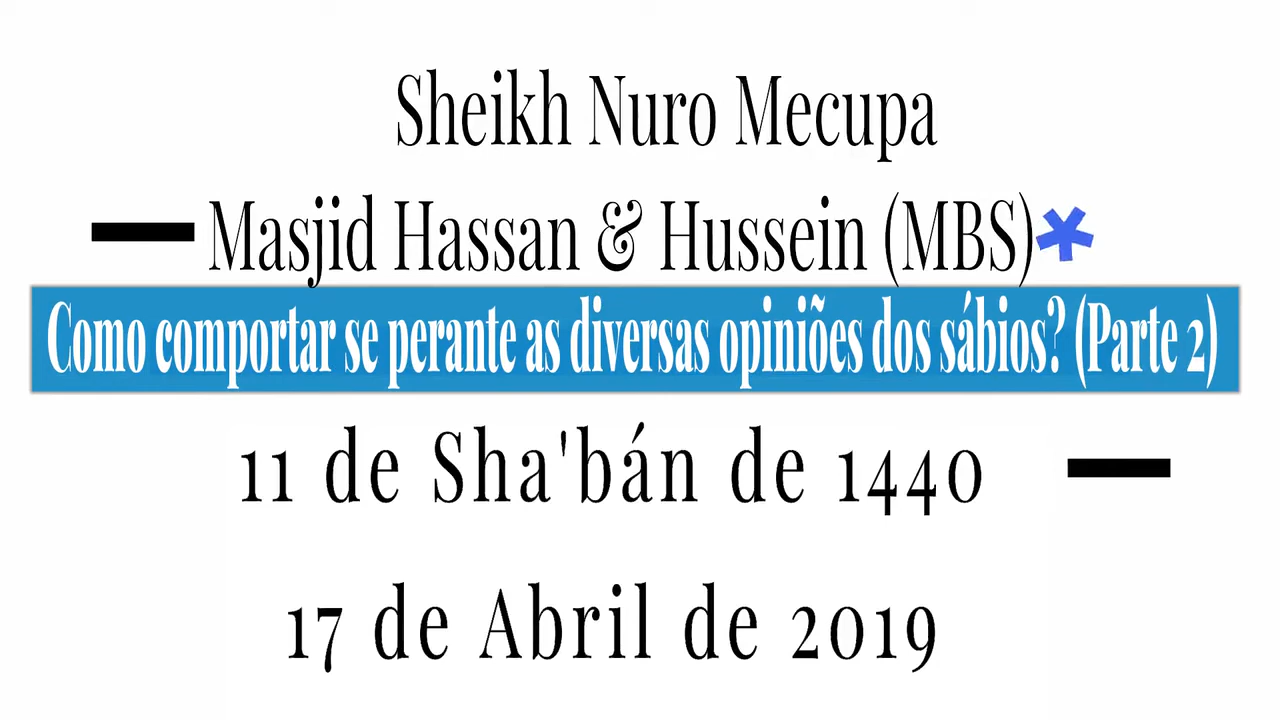 Sheikh Nuro Mecupa
Masjid Hassan & Hussein (MBS)*
Como comportar se perante as diversas opiniões dos sábios? (Parte 2)
11 de Sha'bán de 1440
17 de Abril de 2019